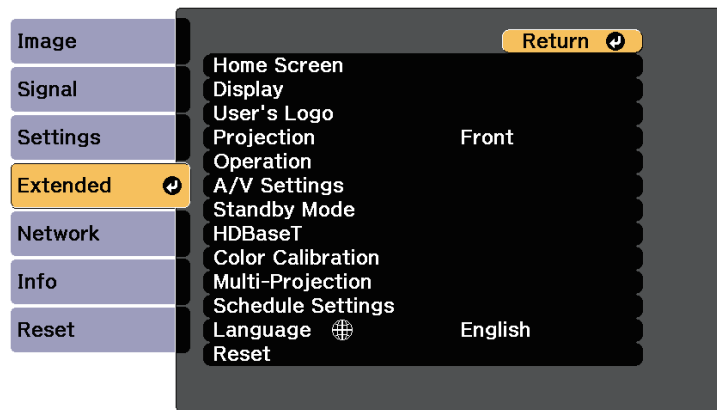 Image
Signal
Settings
Extended
Network
Info
Reset
Return
Home Screen
Display
User's Logo
Projection Front
Operation
A/V Settings
Standby Mode
HDBaseT
Color Calibration
Multi-Projection
Schedule Settings
Language English
Reset